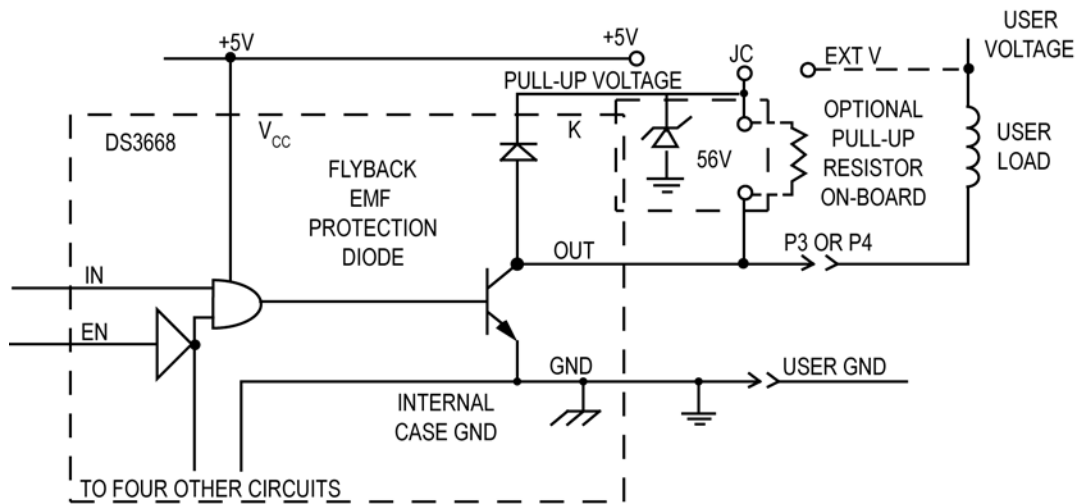 USER
VOLTAGE
+5V
+5V
JC
EXT V
PULL-UP VOLTAGE
DS3668
VCC
K
56V
OPTIONAL
PULL-UP
RESISTOR
ON-BOARD
USER
LOAD
FLYBACK
EMF
PROTECTION
DIODE
OUT
P3 OR P4
IN
EN
GND
USER GND
INTERNAL
CASE GND
TO FOUR OTHER CIRCUITS